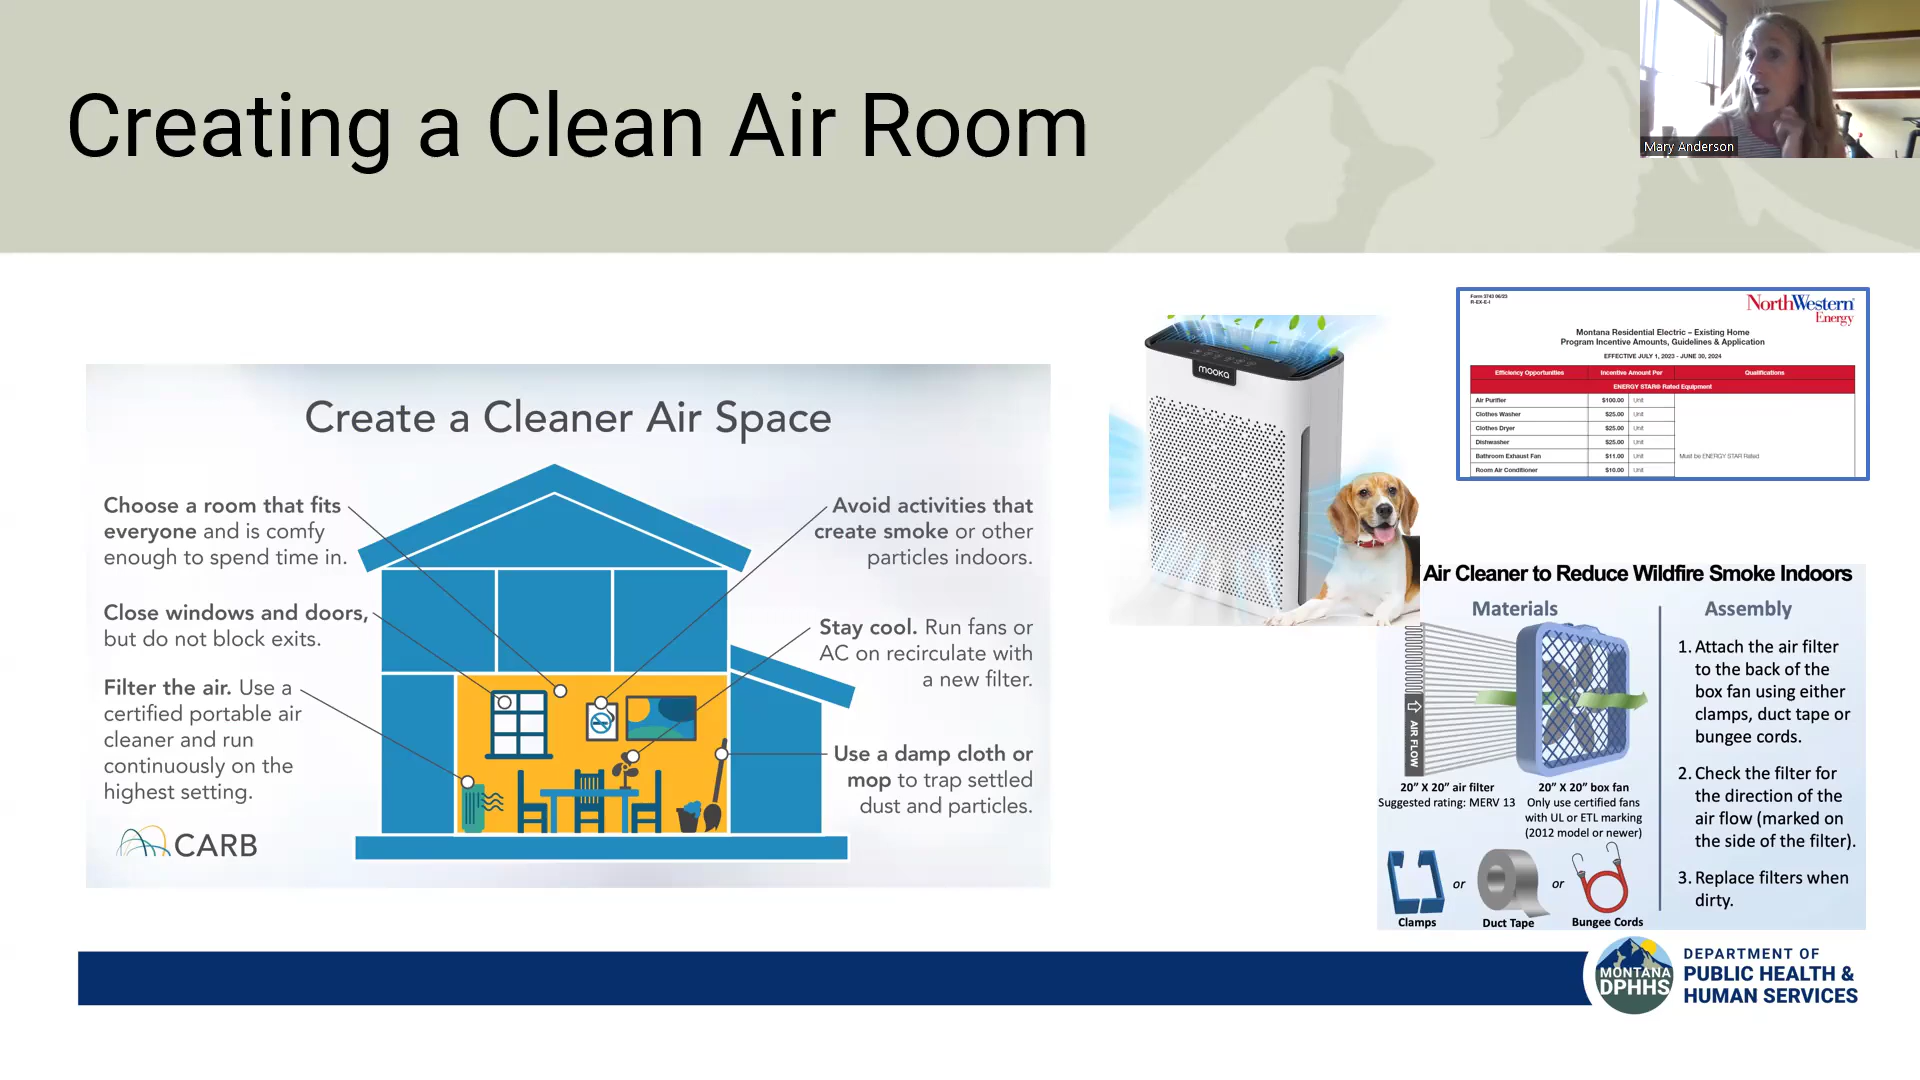 Creating a Clean Air Room
Mary Anderson
Create a Cleaner Air Space
Choose a room that fits
everyone and is comfy
enough to spend time in.
Close windows and doors,
but do not block exits.
Filter the air. Use a
certified portable air
cleaner and run
continuously on the
highest setting.
CARB
Avoid activities that
create smoke or other
particles indoors.
Stay cool. Run fans or
AC on recirculate with
a new filter.
Use a damp cloth or
mop to trap settled
dust and particles.
mooka
Form 3743 06/23
R-EX-E-I
NorthWestern
Energy
Montana Residential Electric – Existing Home
Program Incentive Amounts, Guidelines & Application
EFFECTIVE JULY 1, 2023 - JUNE 30, 2024
Efficiency Opportunities Incentive Amount Per Qualifications
ENERGY STAR® Rated Equipment
Air Purifier $100.00 Unit
Clothes Washer $25.00 Unit
Clothes Dryer $25.00 Unit
Dishwasher $25.00 Unit
Bathroom Exhaust Fan $11.00 Unit Must be ENERGY STAR Rated
Room Air Conditioner $10.00 Unit
Air Cleaner to Reduce Wildfire Smoke Indoors
Materials
AIR FLOW
20” X 20” air filter
Suggested rating: MERV 13
20” X 20” box fan
Only use certified fans
with UL or ETL marking
(2012 model or newer)
or
or
Clamps
Duct Tape
Bungee Cords
Assembly
1. Attach the air filter
to the back of the
box fan using either
clamps, duct tape or
bungee cords.
2. Check the filter for
the direction of the
air flow (marked on
the side of the filter).
3. Replace filters when
dirty.
MONTANA
DPHHS
DEPARTMENT OF
PUBLIC HEALTH &
HUMAN SERVICES